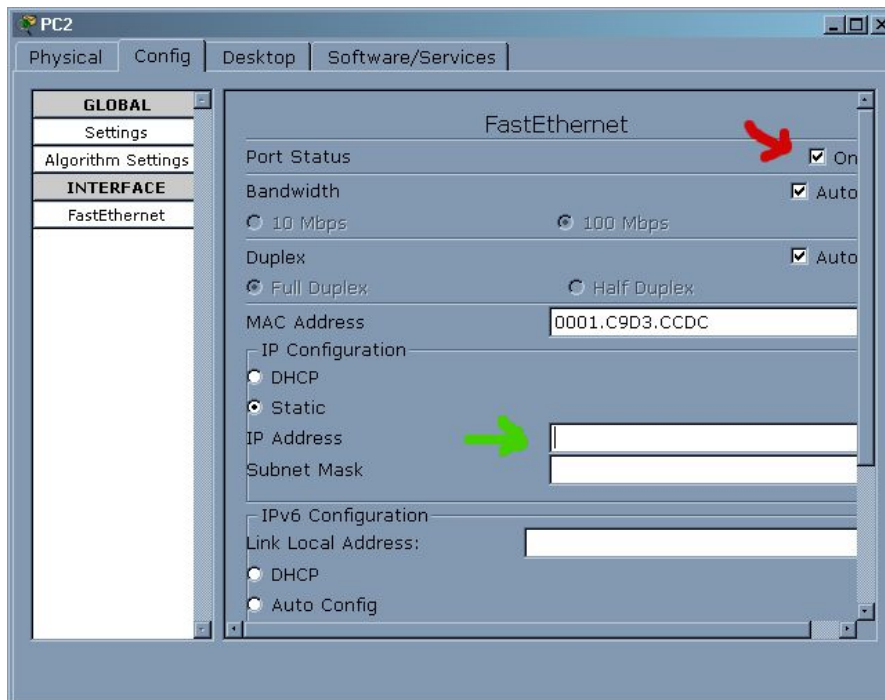 PC2
Physical Config Desktop Software/Services
GLOBAL
Settings
Algorithm Settings
INTERFACE
FastEthernet
FastEthernet
Port Status On
Bandwidth Auto
10 Mbps 100 Mbps
Duplex Auto
Full Duplex Half Duplex
MAC Address 0001.C9D3.CCDC
IP Configuration
DHCP
Static
IP Address
Subnet Mask
IPv6 Configuration
Link Local Address:
DHCP
Auto Config